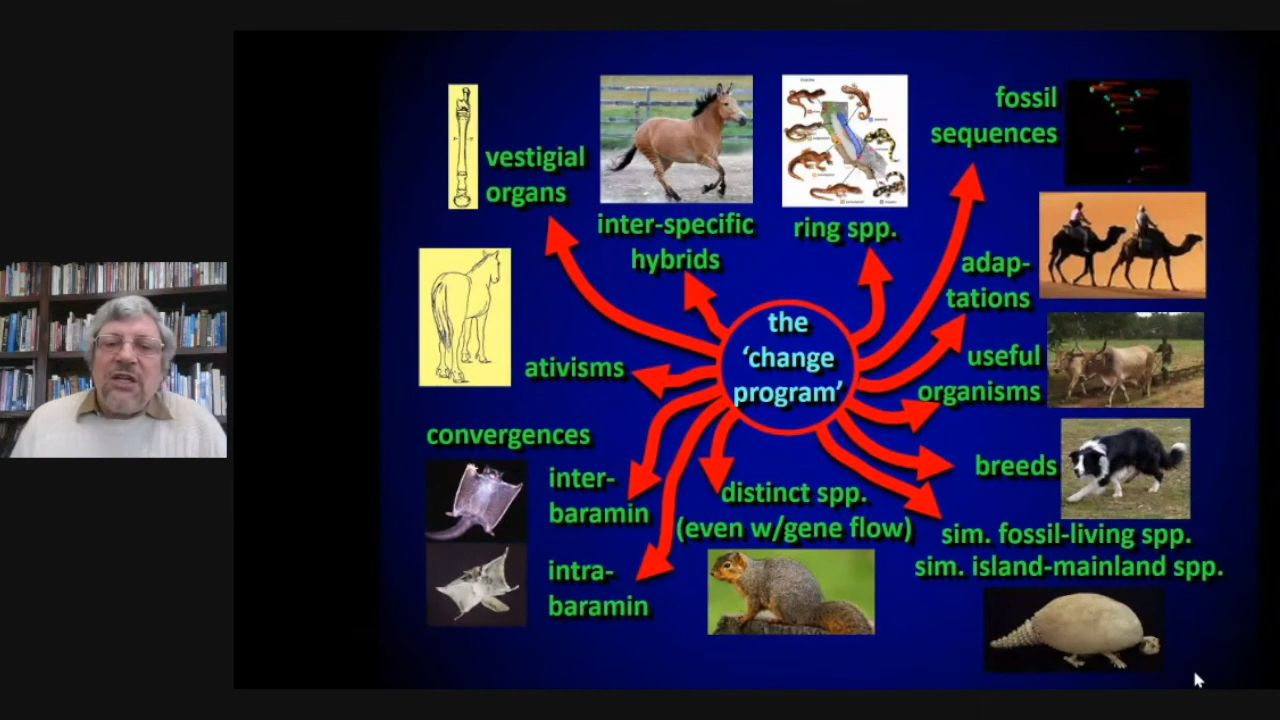 vestigial
organs
inter-specific
hybrids
ring spp.
fossil
sequences
adap-
tations
ativisms
the
‘change
program’
useful
organisms
convergences
inter-
baramin
intra-
baramin
distinct spp.
(even w/gene flow)
breeds
sim. fossil-living spp.
sim. island-mainland spp.